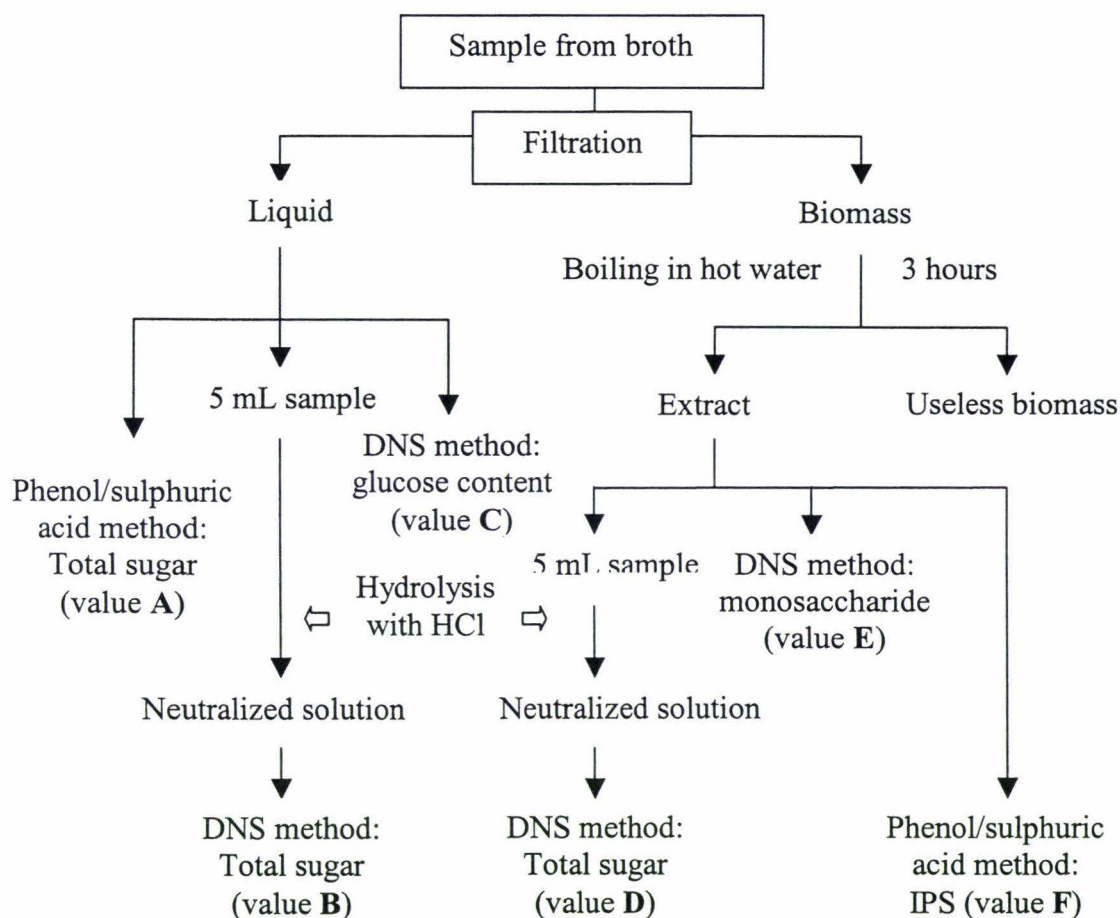 Sample from broth
Filtration
Liquid
Biomass
Boiling in hot water
3 hours
5 mL sample
Extract
Useless biomass
DNS method:
glucose content
(value C)
Phenol/sulphuric
acid method:
Total sugar
(value A)
5 mL sample
DNS method:
monosaccharide
(value E)
Hydrolysis
with HCl
Neutralized solution
Neutralized solution
DNS method:
Total sugar
(value B)
DNS method:
Total sugar
(value D)
Phenol/sulphuric
acid method:
IPS (value F)